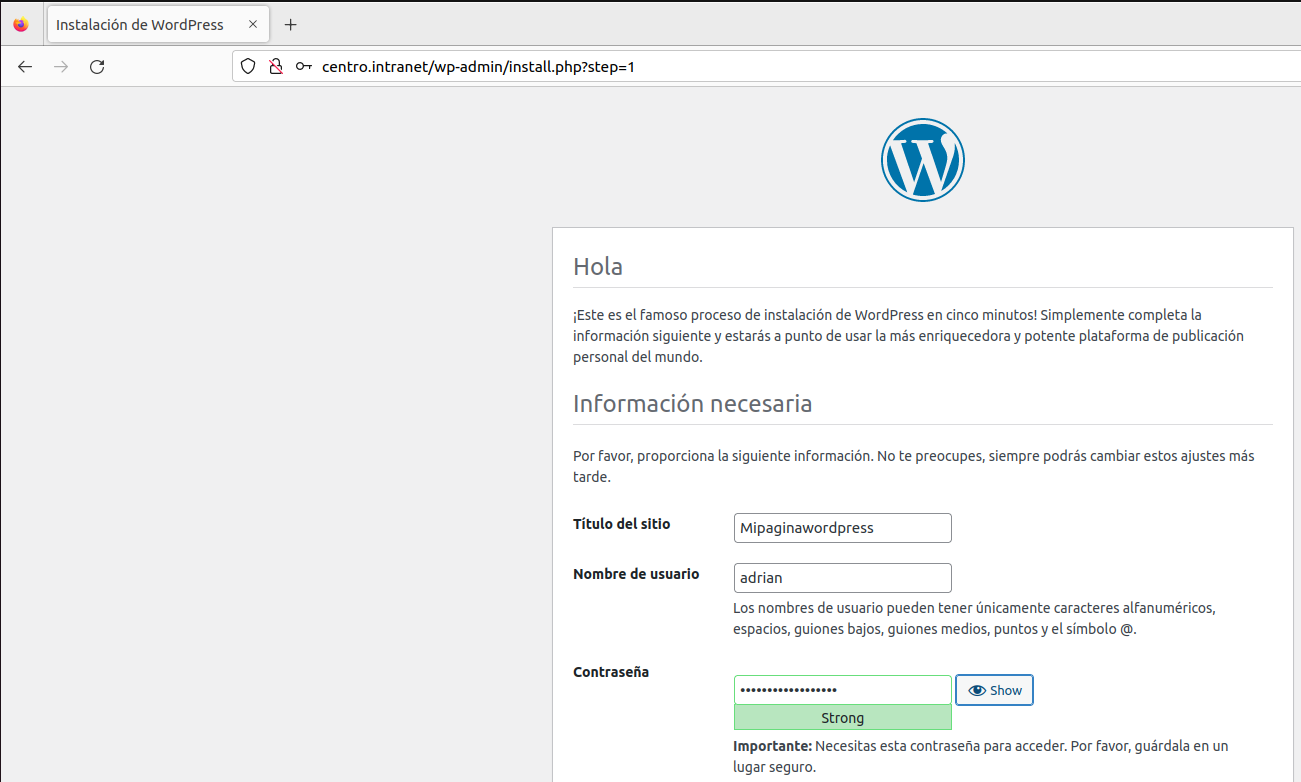 Instalación de WordPress
centro.intranet/wp-admin/install.php?step=1
Hola
¡Este es el famoso proceso de instalación de WordPress en cinco minutos! Simplemente completa la
información siguiente y estarás a punto de usar la más enriquecedora y potente plataforma de publicación
personal del mundo.
Información necesaria
Por favor, proporciona la siguiente información. No te preocupes, siempre podrás cambiar estos ajustes más
tarde.
Título del sitio
Mipaginawordpress
Nombre de usuario
adrian
Los nombres de usuario pueden tener únicamente caracteres alfanuméricos,
espacios, guiones bajos, guiones medios, puntos y el símbolo @.
Contraseña
••••••••••••••••••
Show
Strong
Importante: Necesitas esta contraseña para acceder. Por favor, guárdala en un
lugar seguro.